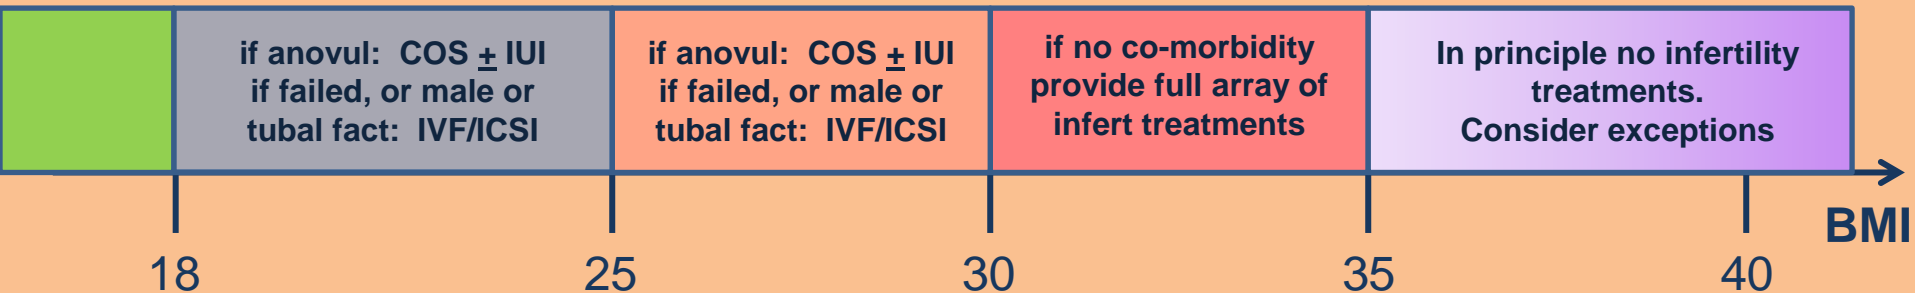 if anovul: COS ± IUI
if failed, or male or
tubal fact: IVF/ICSI
if anovul: COS ± IUI
if failed, or male or
tubal fact: IVF/ICSI
if no co-morbidity
provide full array of
infert treatments
In principle no infertility
treatments.
Consider exceptions
BMI
18
25
30
35
40